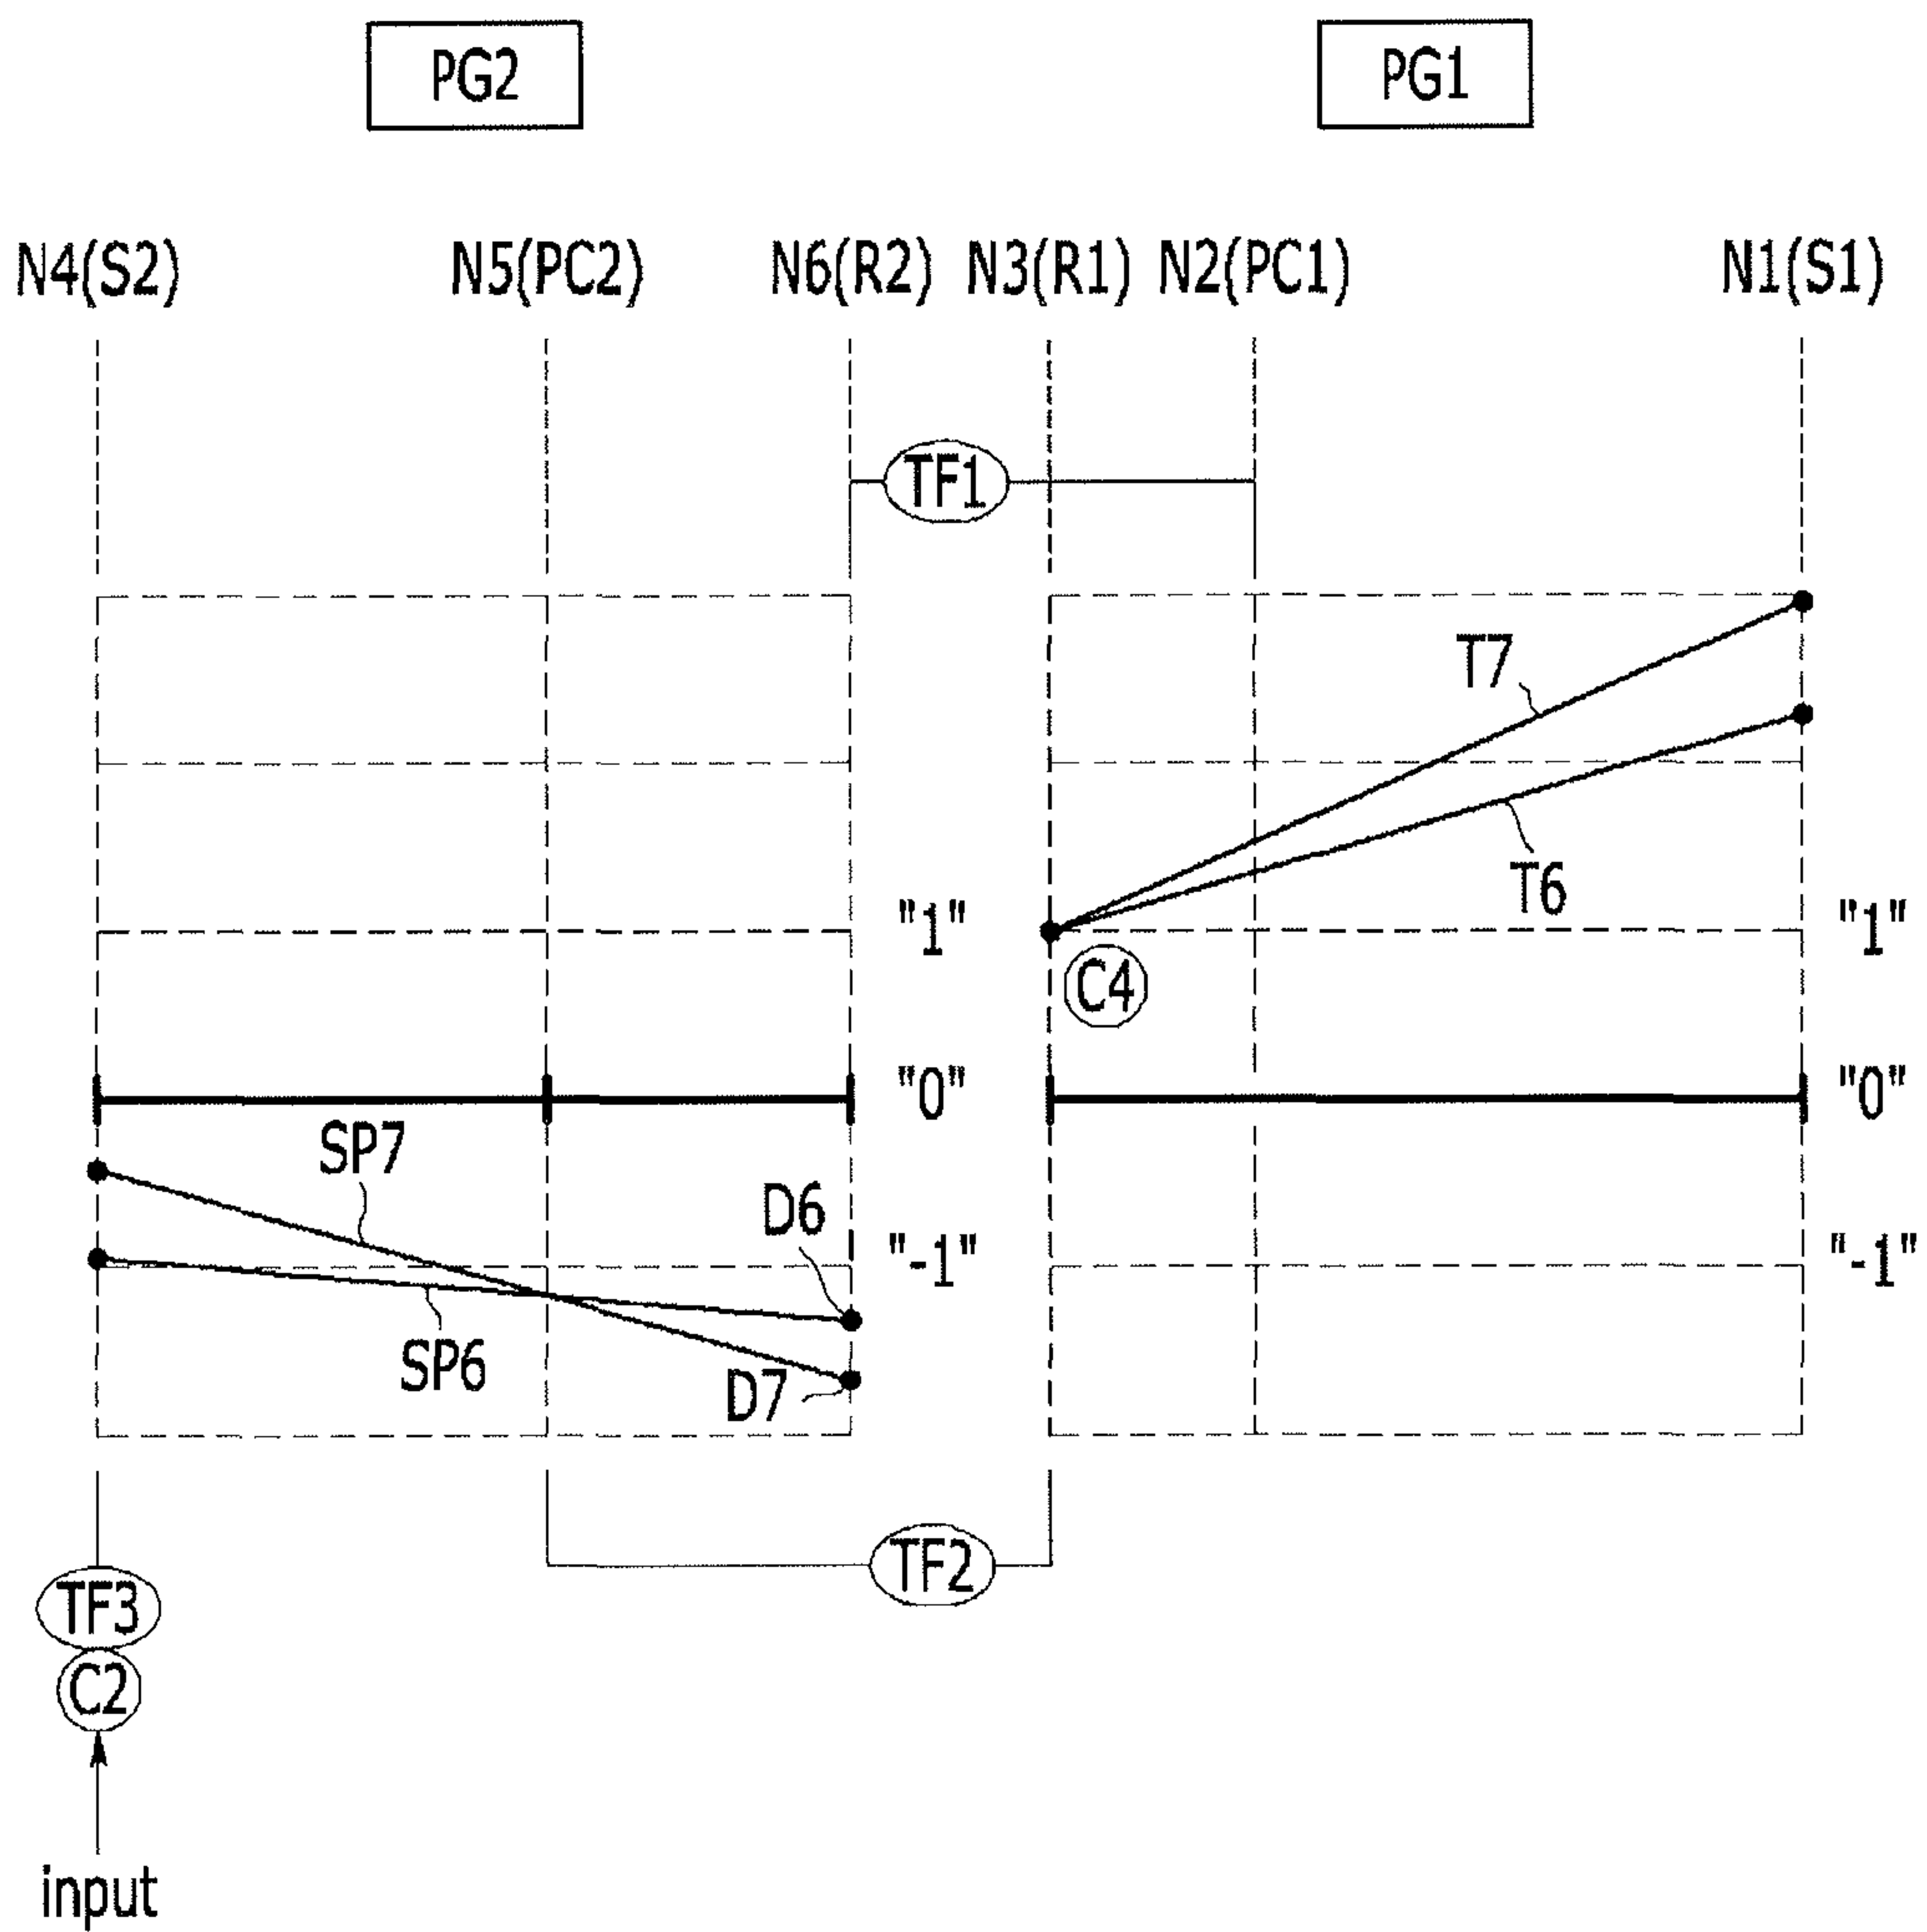 PG2
PG1
N4(S2)
N5(PC2)
N6(R2)
N3(R1)
N2(PC1)
N1(S1)
TF1
T7
T6
"1"
"1"
C4
"0"
"0"
SP7
D6
"-1"
"-1"
SP6
D7
TF2
TF3
C2
input